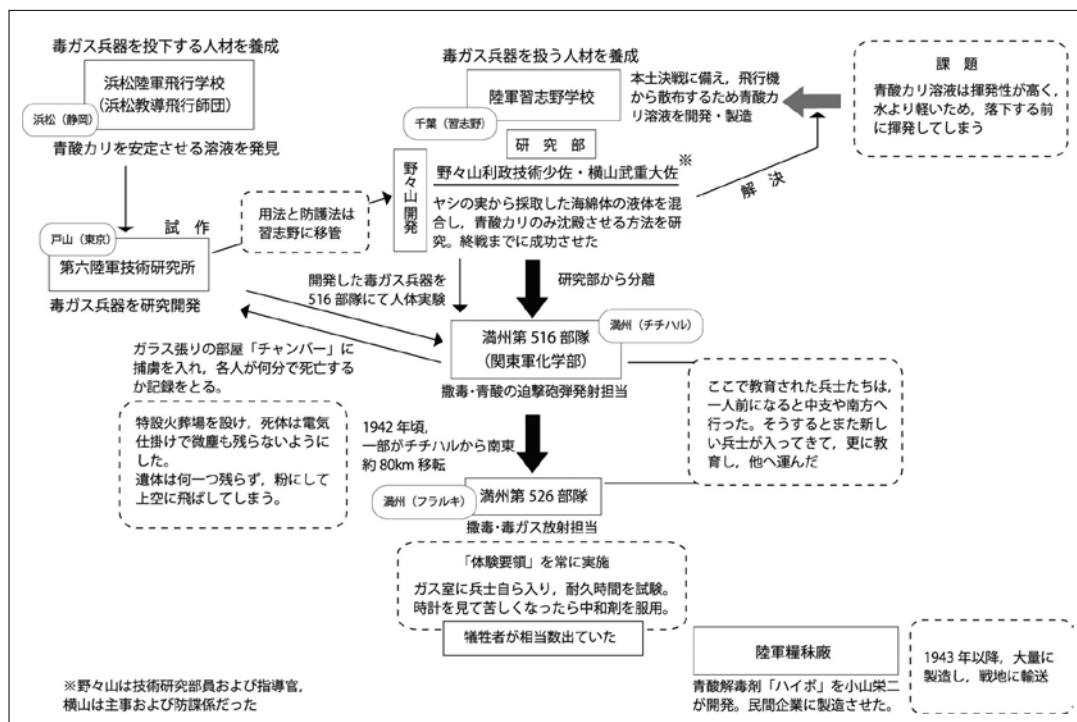 毒ガス兵器を投下する人材を養成
浜松陸軍飛行学校
（浜松教導飛行師団）
浜松（静岡）
青酸カリを安定させる溶液を発見
試 作
戸山（東京）
第六陸軍技術研究所
毒ガス兵器を研究開発
用法と防護法は
習志野に移管
毒ガス兵器を扱う人材を養成
陸軍習志野学校
千葉（習志野）
研 究 部
野々山利政技術少佐・横山武重大佐※
野々山開発
ヤシの実から採取した海綿体の液体を混
合し，青酸カリのみ沈殿させる方法を研
究。終戦までに成功させた
本土決戦に備え，飛行機
から散布するため青酸カ
リ溶液を開発・製造
課 題
青酸カリ溶液は揮発性が高く，
水より軽いため，落下する前
に揮発してしまう
解 決
開発した毒ガス兵器を
516 部隊にて人体実験
研究部から分離
満州第 516 部隊
（関東軍化学部）
満州（チチハル）
撒毒・青酸の迫撃砲弾発射担当
ガラス張りの部屋「チャンバー」に
捕虜を入れ，各人が何分で死亡する
か記録をとる。
特設火葬場を設け，死体は電気
仕掛けで微塵も残らないように
した。
遺体は何一つ残らず，粉にして
上空に飛ばしてしまう。
1942 年頃，
一部がチチハルから南東
約 80km 移転
ここで教育された兵士たちは，
一人前になると中支や南方へ
行った。そうするとまた新し
い兵士が入ってきて，更に教
育し，他へ運んだ
満州第 526 部隊
満州（フラルキ）
撒毒・毒ガス放射担当
「体験要領」を常に実施
ガス室に兵士自ら入り，耐久時間を試験。
時計を見て苦しくなったら中和剤を服用。
犠牲者が相当数出ていた
陸軍糧秣廠
青酸解毒剤「ハイポ」を小山栄二
が開発。民間企業に製造させた。
1943 年以降，大量に
製造し，戦地に輸送
※野々山は技術研究部員および指導官，
横山は主事および防諜係だった